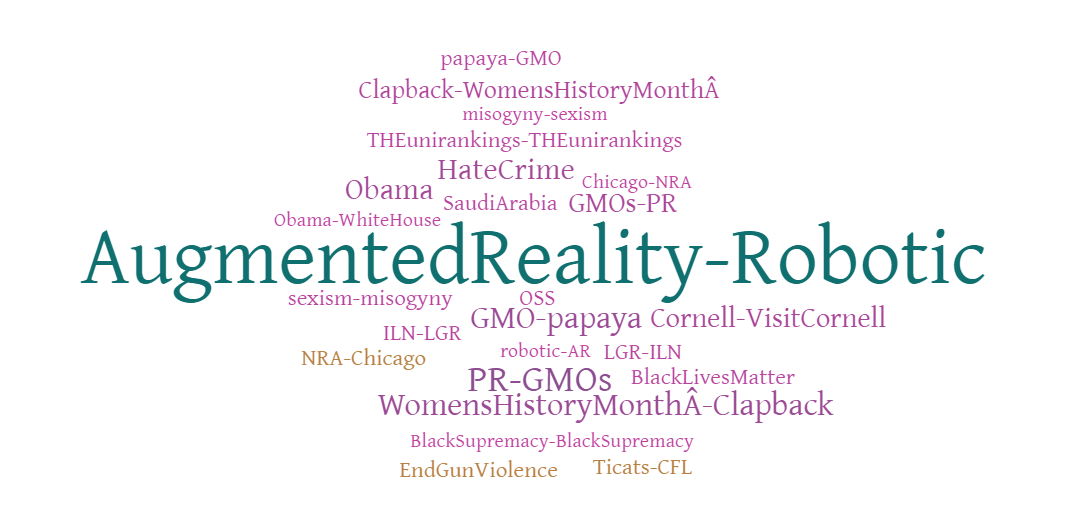 papaya-GMO
Clapback-WomensHistoryMonthÂ
misogyny-sexism
THEunirankings-THEunirankings
HateCrime
Chicago-NRA
Obama
SaudiArabia
GMOs-PR
Obama-WhiteHouse
AugmentedReality-Robotic
sexism-misogyny
OSS
GMO-papaya
Cornell-VisitCornell
ILN-LGR
NRA-Chicago
robotic-AR
LGR-ILN
PR-GMOs
BlackLivesMatter
WomensHistoryMonthÂ-Clapback
BlackSupremacy-BlackSupremacy
EndGunViolence
Ticats-CFL